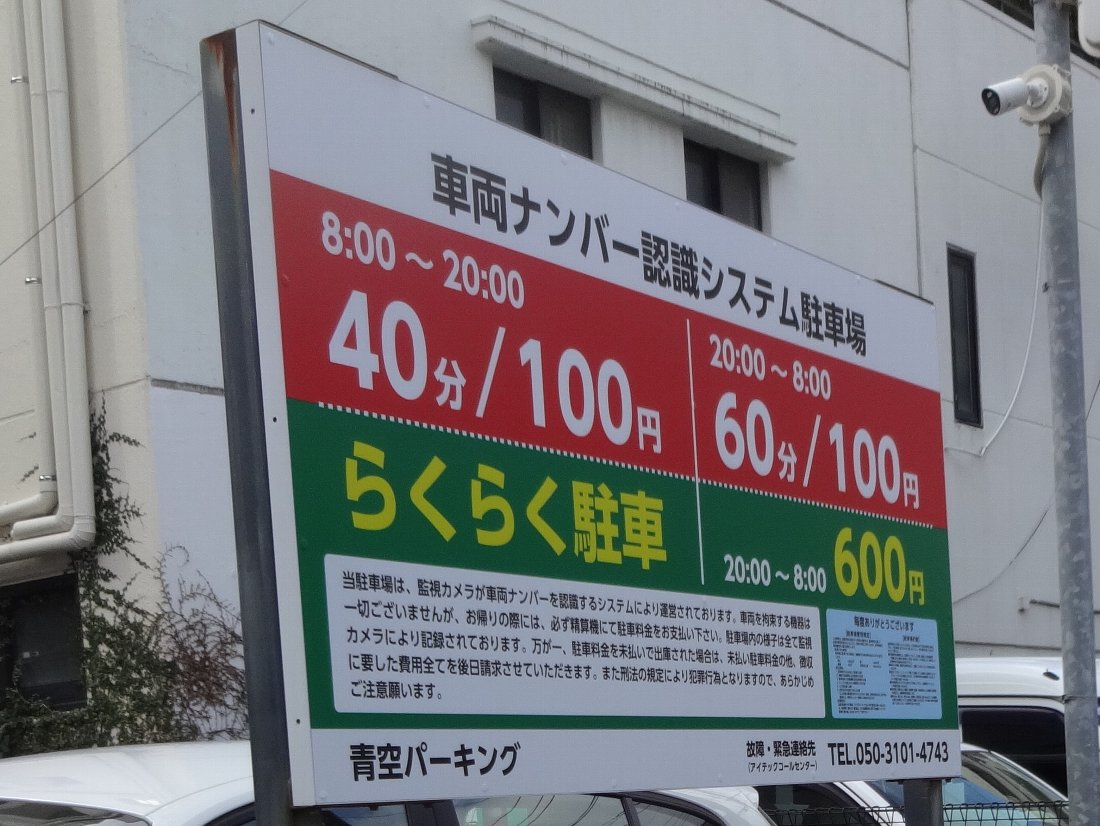 車両ナンバー認識システム駐車場
8:00～20:00
40分/100円
20:00～8:00
60分/100円
らくらく駐車
20:00～8:00 600円
当駐車場は、監視カメラが車両ナンバーを認識するシステムにより運営されております。車両を拘束する機器は
一切ございませんが、お帰りの際には、必ず精算機にて駐車料金をお支払い下さい。駐車場内の様子は全て監視
カメラにより記録されております。万が一、駐車料金を未払いで出庫された場合は、未払い駐車料金の他、徴収
に要した費用全てを後日請求させていただきます。また刑法の規定により犯罪行為となりますので、あらかじめ
ご注意願います。
毎度ありがとうございます
青空パーキング
故障・緊急連絡先
(アイテックコールセンター)
TEL.050-3101-4743